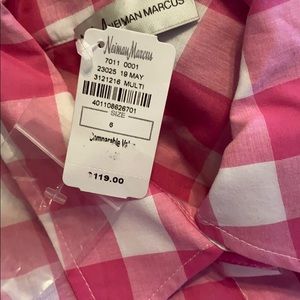 NEIMAN MARCUS
Neiman Marcus
7011 0001
23025 19 MAY
3121216 MULTI
401108626701
SIZE
6
$119.00